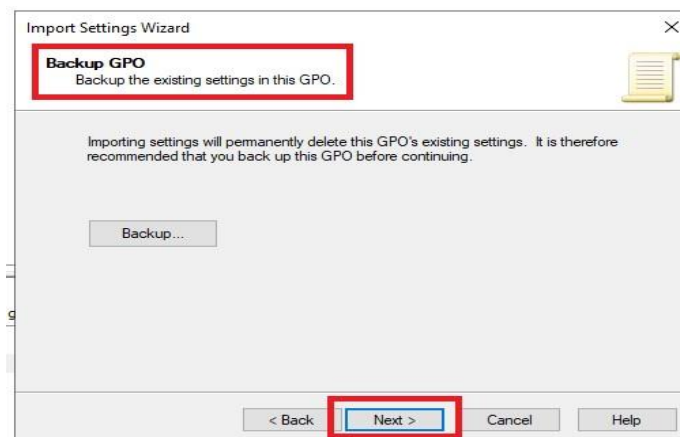 Import Settings Wizard
Backup GPO
Backup the existing settings in this GPO.
Importing settings will permanently delete this GPO's existing settings. It is therefore
recommended that you back up this GPO before continuing.
Backup...
< Back Next > Cancel Help